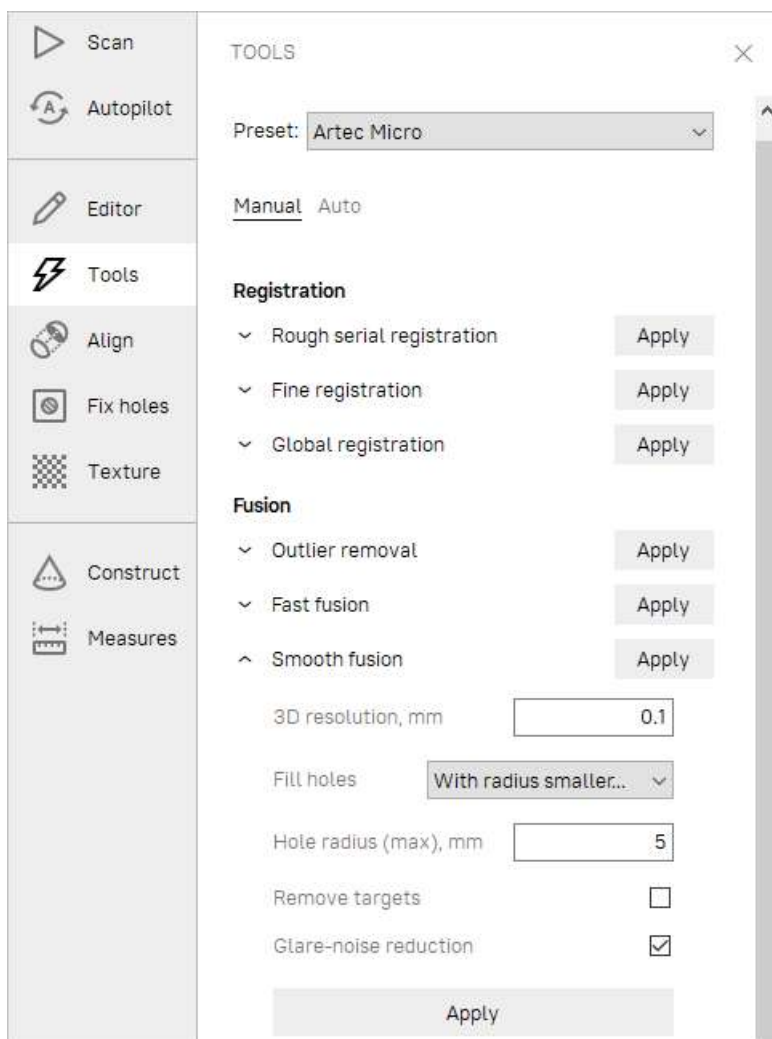 Scan
Autopilot
Editor
Tools
Align
Fix holes
Texture
Construct
Measures
TOOLS
Preset: Artec Micro
Manual Auto
Registration
Rough serial registration Apply
Fine registration Apply
Global registration Apply
Fusion
Outlier removal Apply
Fast fusion Apply
Smooth fusion Apply
3D resolution, mm 0.1
Fill holes With radius smaller...
Hole radius (max), mm 5
Remove targets
Glare-noise reduction
Apply